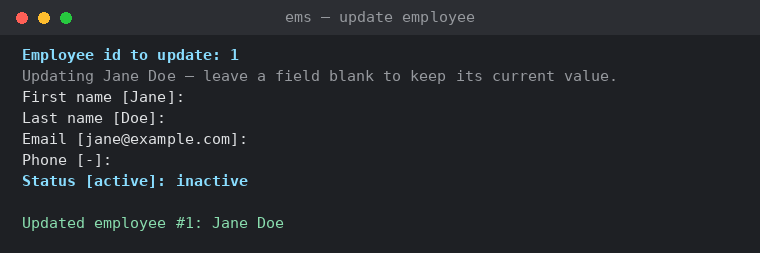 ems — update employee
Employee id to update: 1
Updating Jane Doe — leave a field blank to keep its current value.
First name [Jane]:
Last name [Doe]:
Email [jane@example.com]:
Phone [-]:
Status [active]: inactive
Updated employee #1: Jane Doe